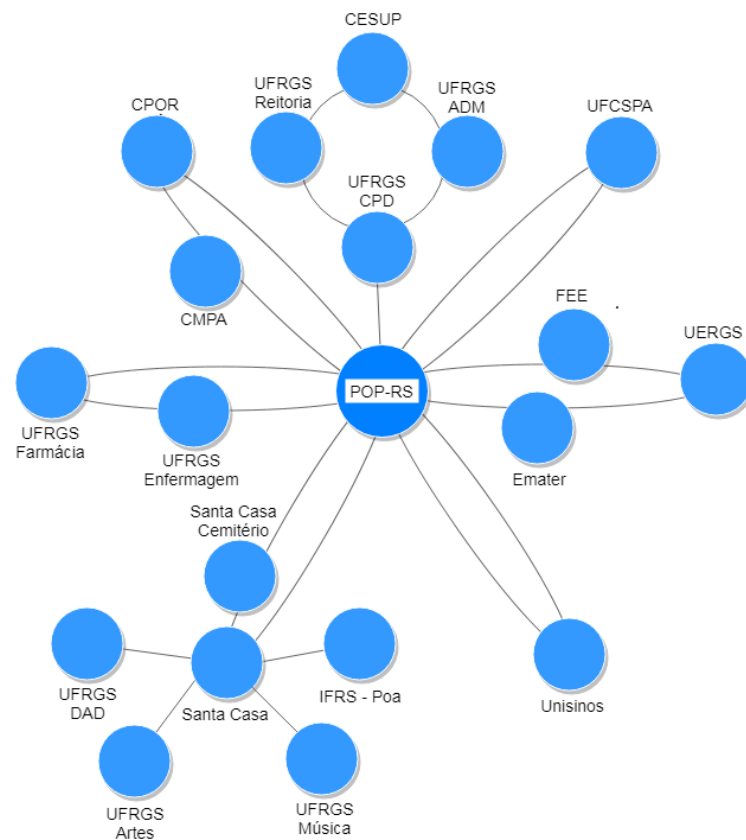 CESUP
UFRGS
Reitoria
UFRGS
ADM
CPOR
UFCSPA
UFRGS
CPD
CMPA
FEE
UERGS
POP-RS
UFRGS
Farmácia
UFRGS
Enfermagem
Emater
Santa Casa
Cemitério
UFRGS
DAD
Santa Casa
IFRS - Poa
Unisinos
UFRGS
Artes
UFRGS
Música